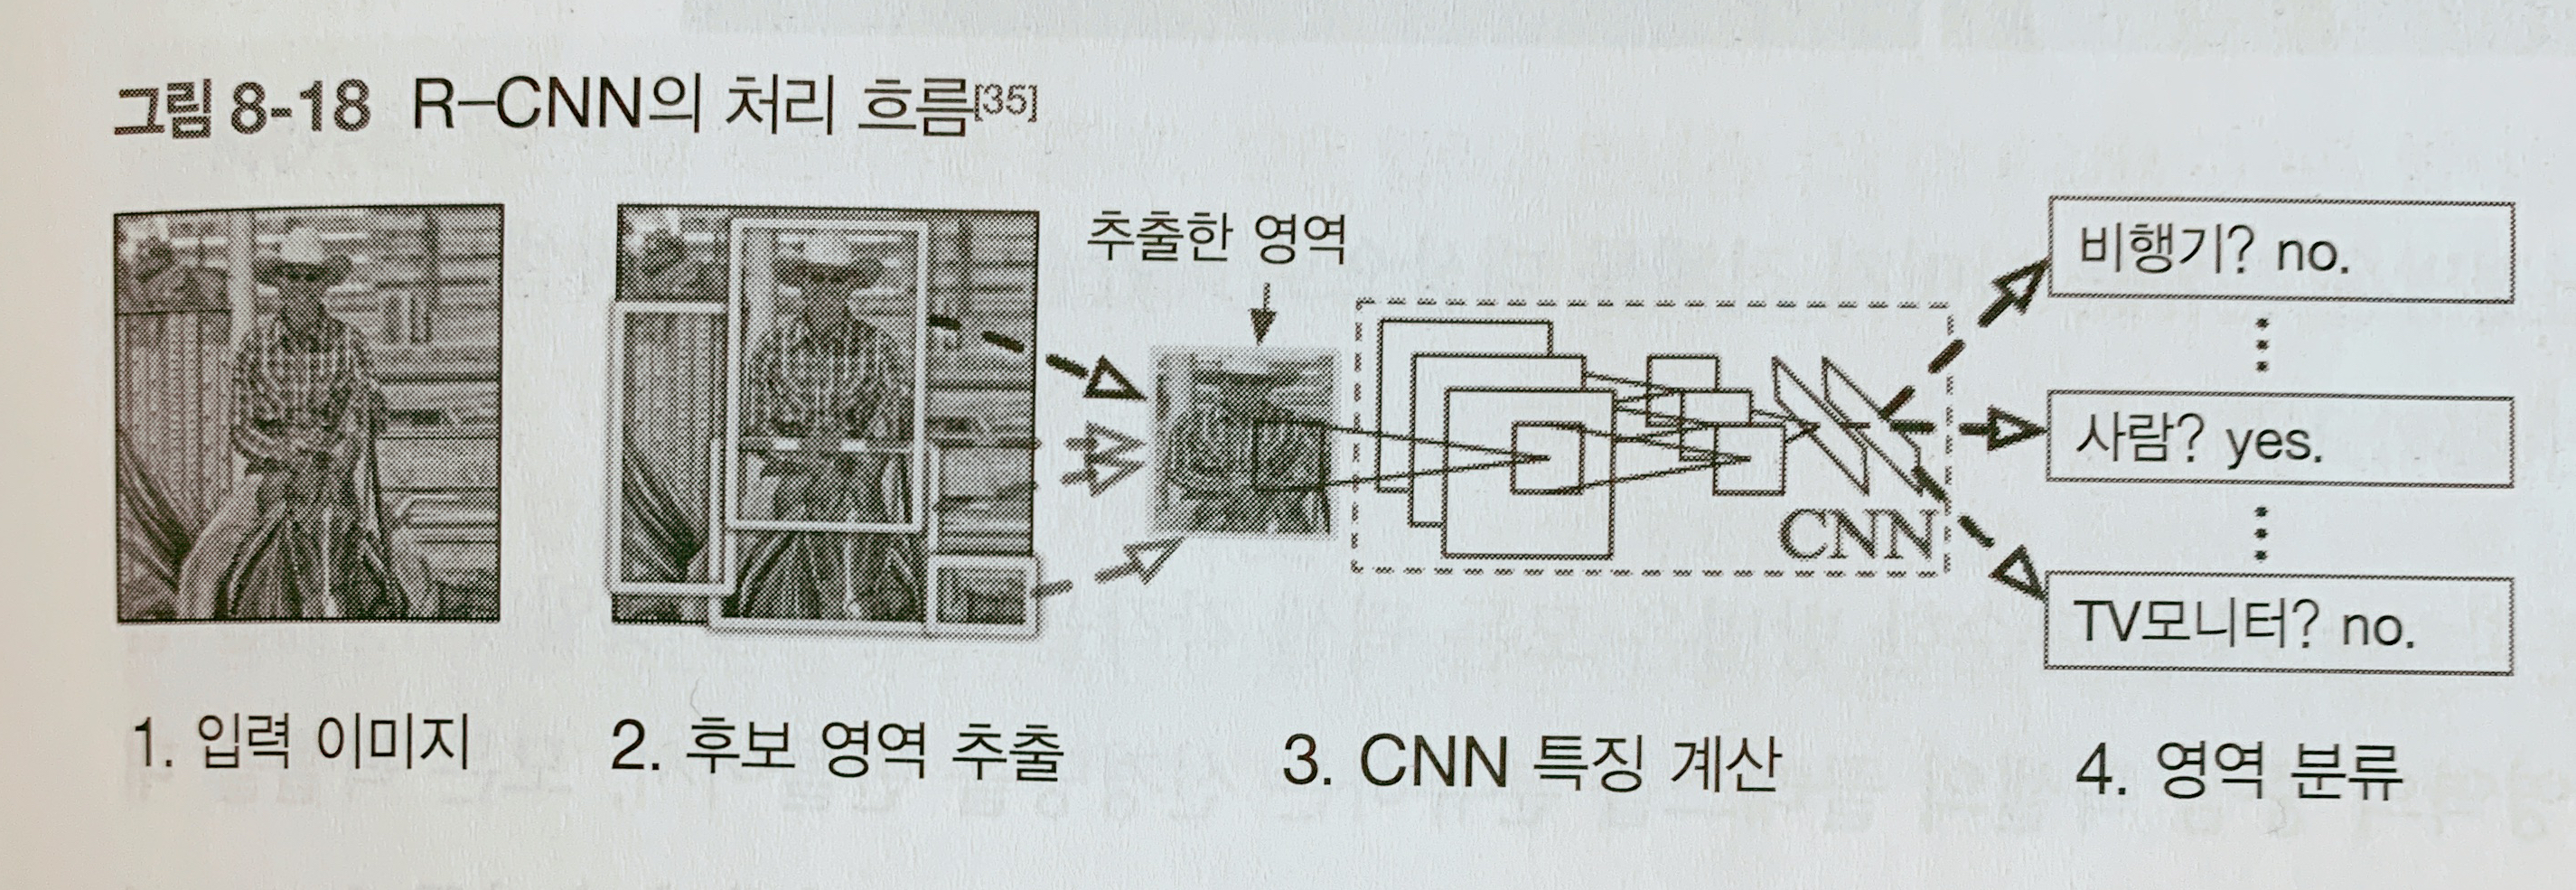 그림 8-18 R-CNN의 처리 흐름[35]
추출한 영역
비행기? no.
사람? yes.
CNN
TV모니터? no.
1. 입력 이미지
2. 후보 영역 추출
3. CNN 특징 계산
4. 영역 분류